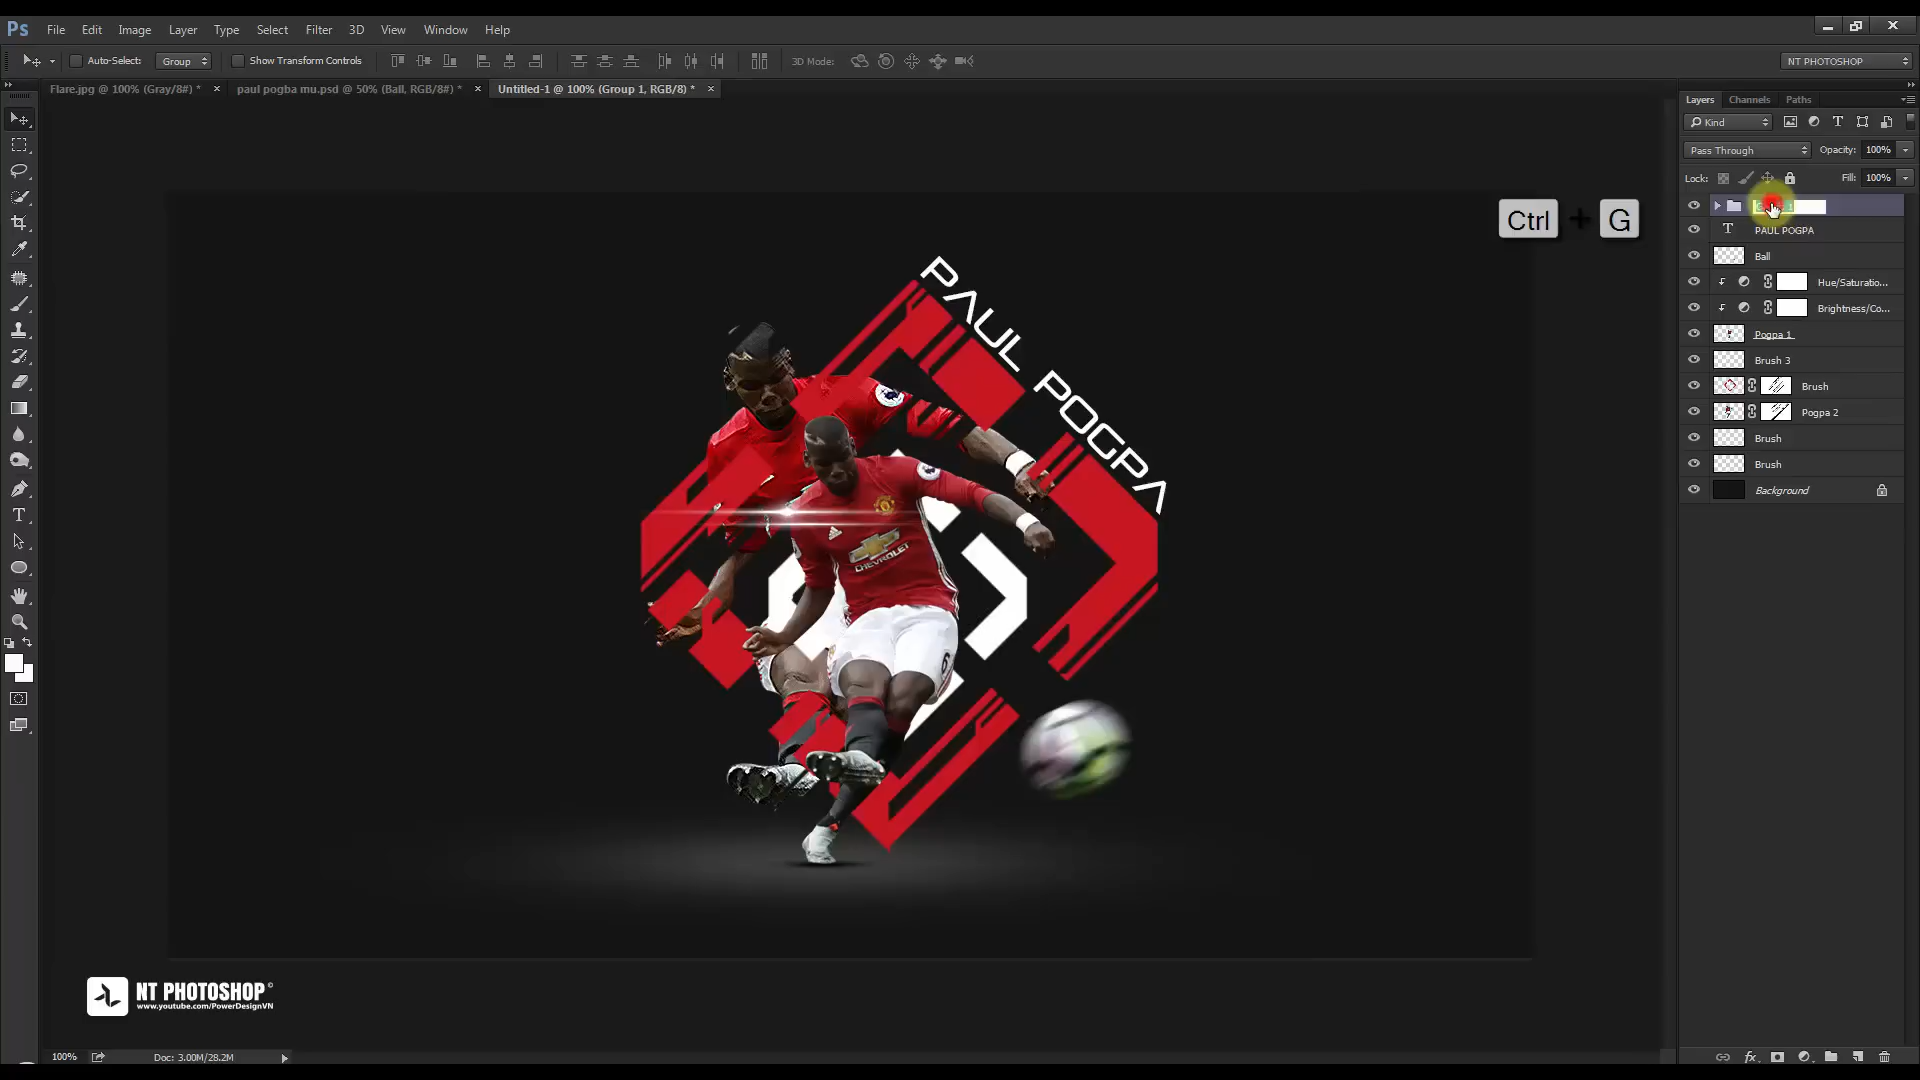 Ps File Edit Image Layer Type Select Filter 3D View Window Help
Auto-Select: Group Show Transform Controls 3D Mode: NT PHOTOSHOP
Flare.jpg @ 100% (Gray/8#) * × paul pogba mu.psd @ 50% (Ball, RGB/8#) * × Untitled-1 @ 100% (Group 1, RGB/8) * ×
Layers Channels Paths
Kind
Pass Through Opacity: 100%
Lock: Fill: 100%
T PAUL POGPA
Ball
Hue/Saturatio...
Brightness/Co...
Pogpa 1
Brush 3
Brush
Pogpa 2
Brush
Brush
Background
Ctrl + G
PAUL POGPA
CHEVROLET
6
NT PHOTOSHOP ©
www.youtube.com/PowerDesignVN
100% Doc: 3.00M/28.2M
fx